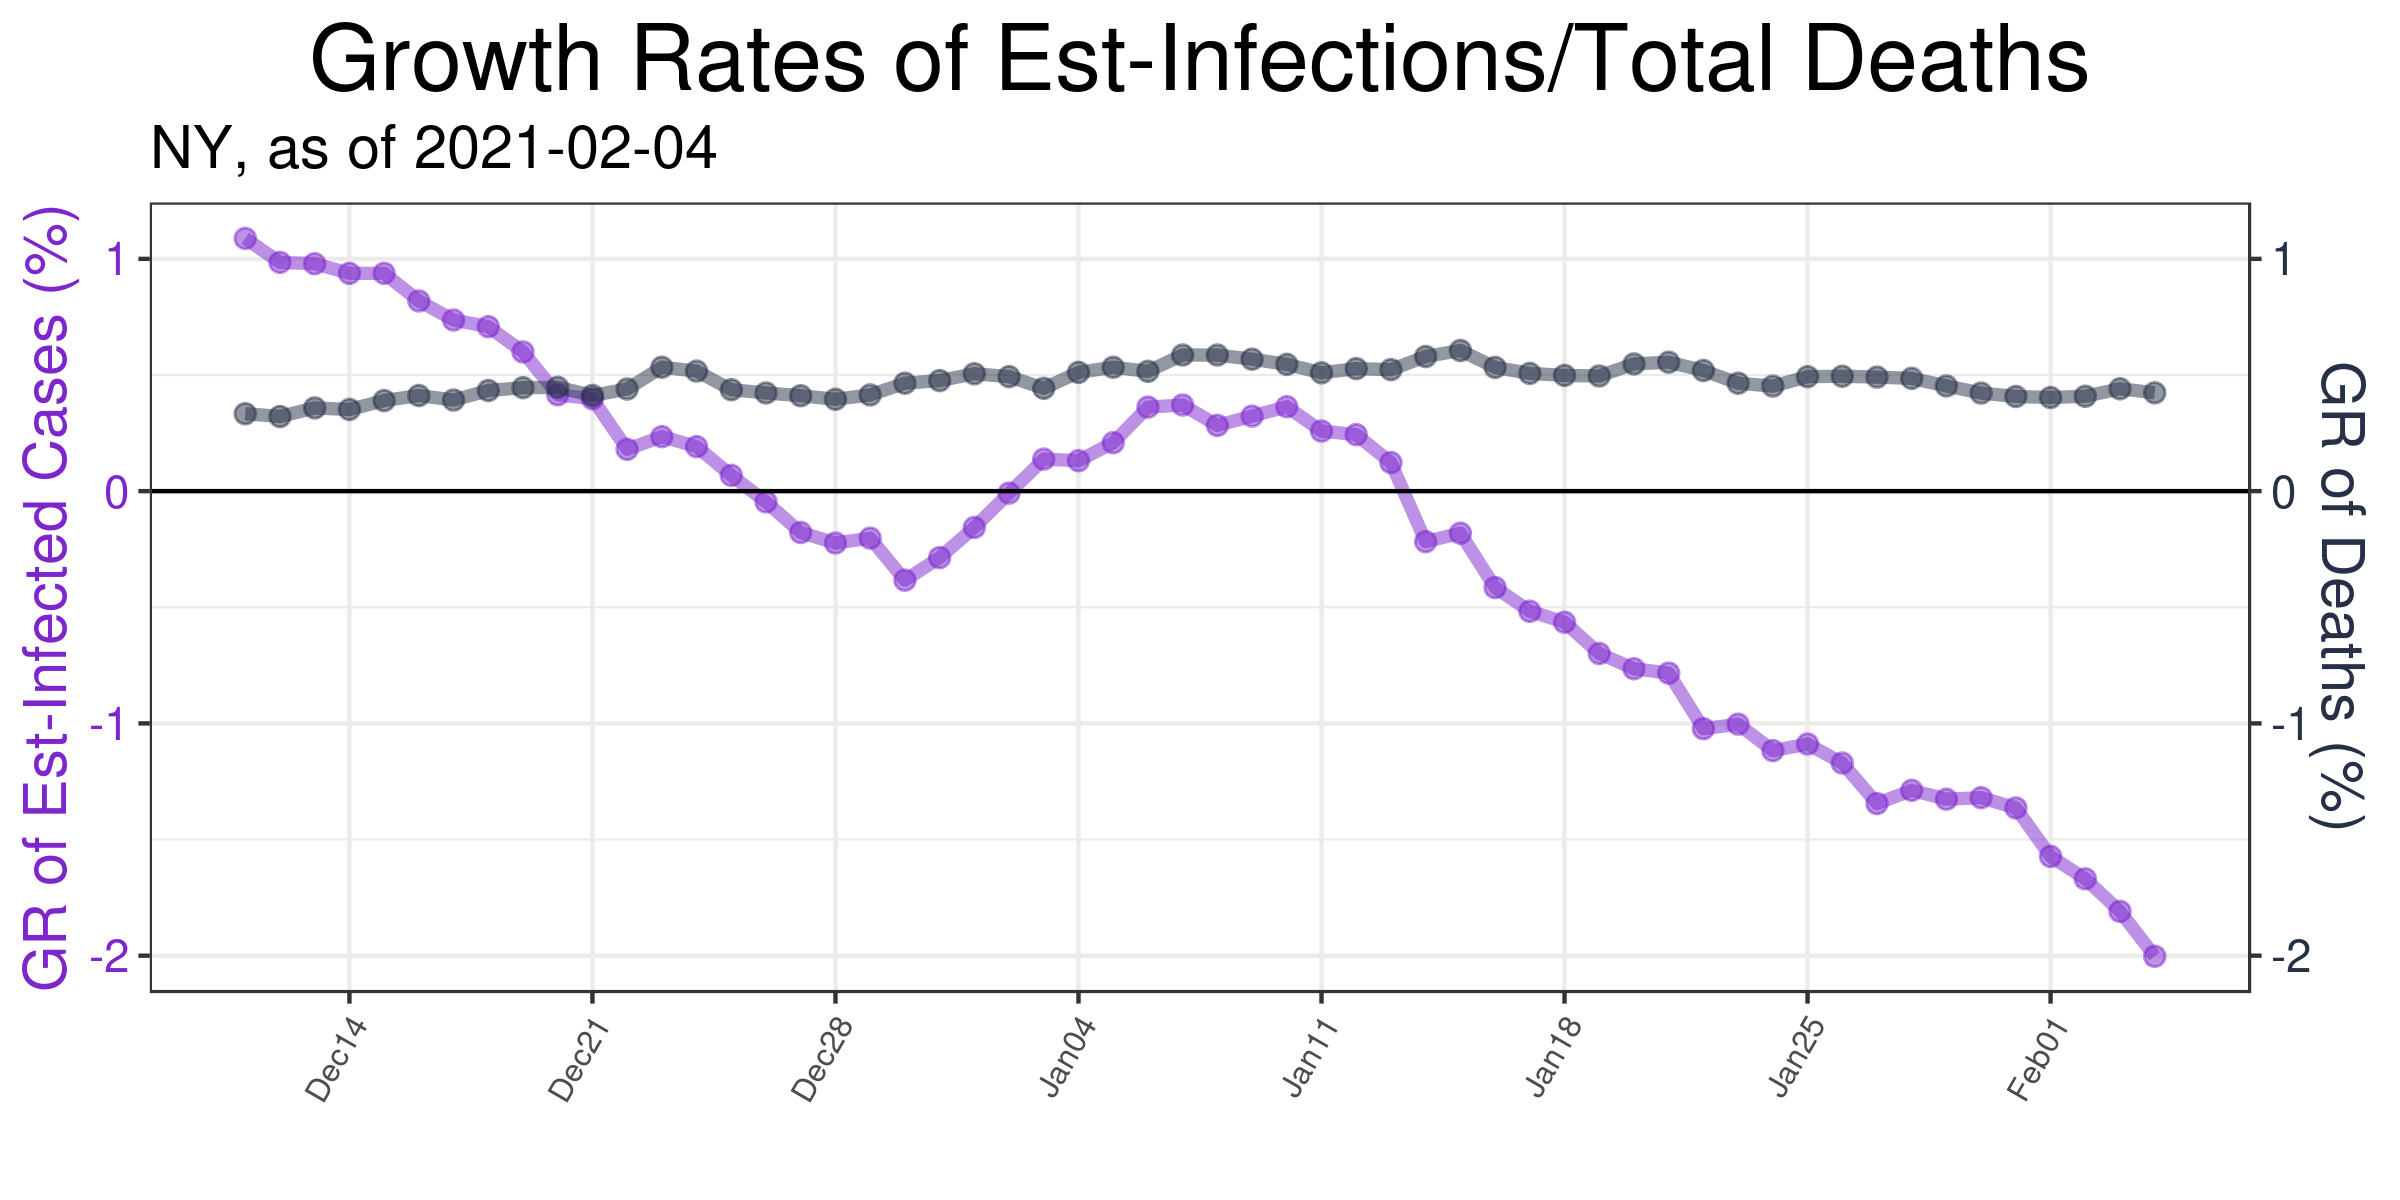 Growth Rates of Est-Infections/Total Deaths
NY, as of 2021-02-04
GR of Est-Infected Cases (%)
1
0
-1
-2
1
0
-1
-2
GR of Deaths (%)
Dec14
Dec21
Dec28
Jan04
Jan11
Jan18
Jan25
Feb01